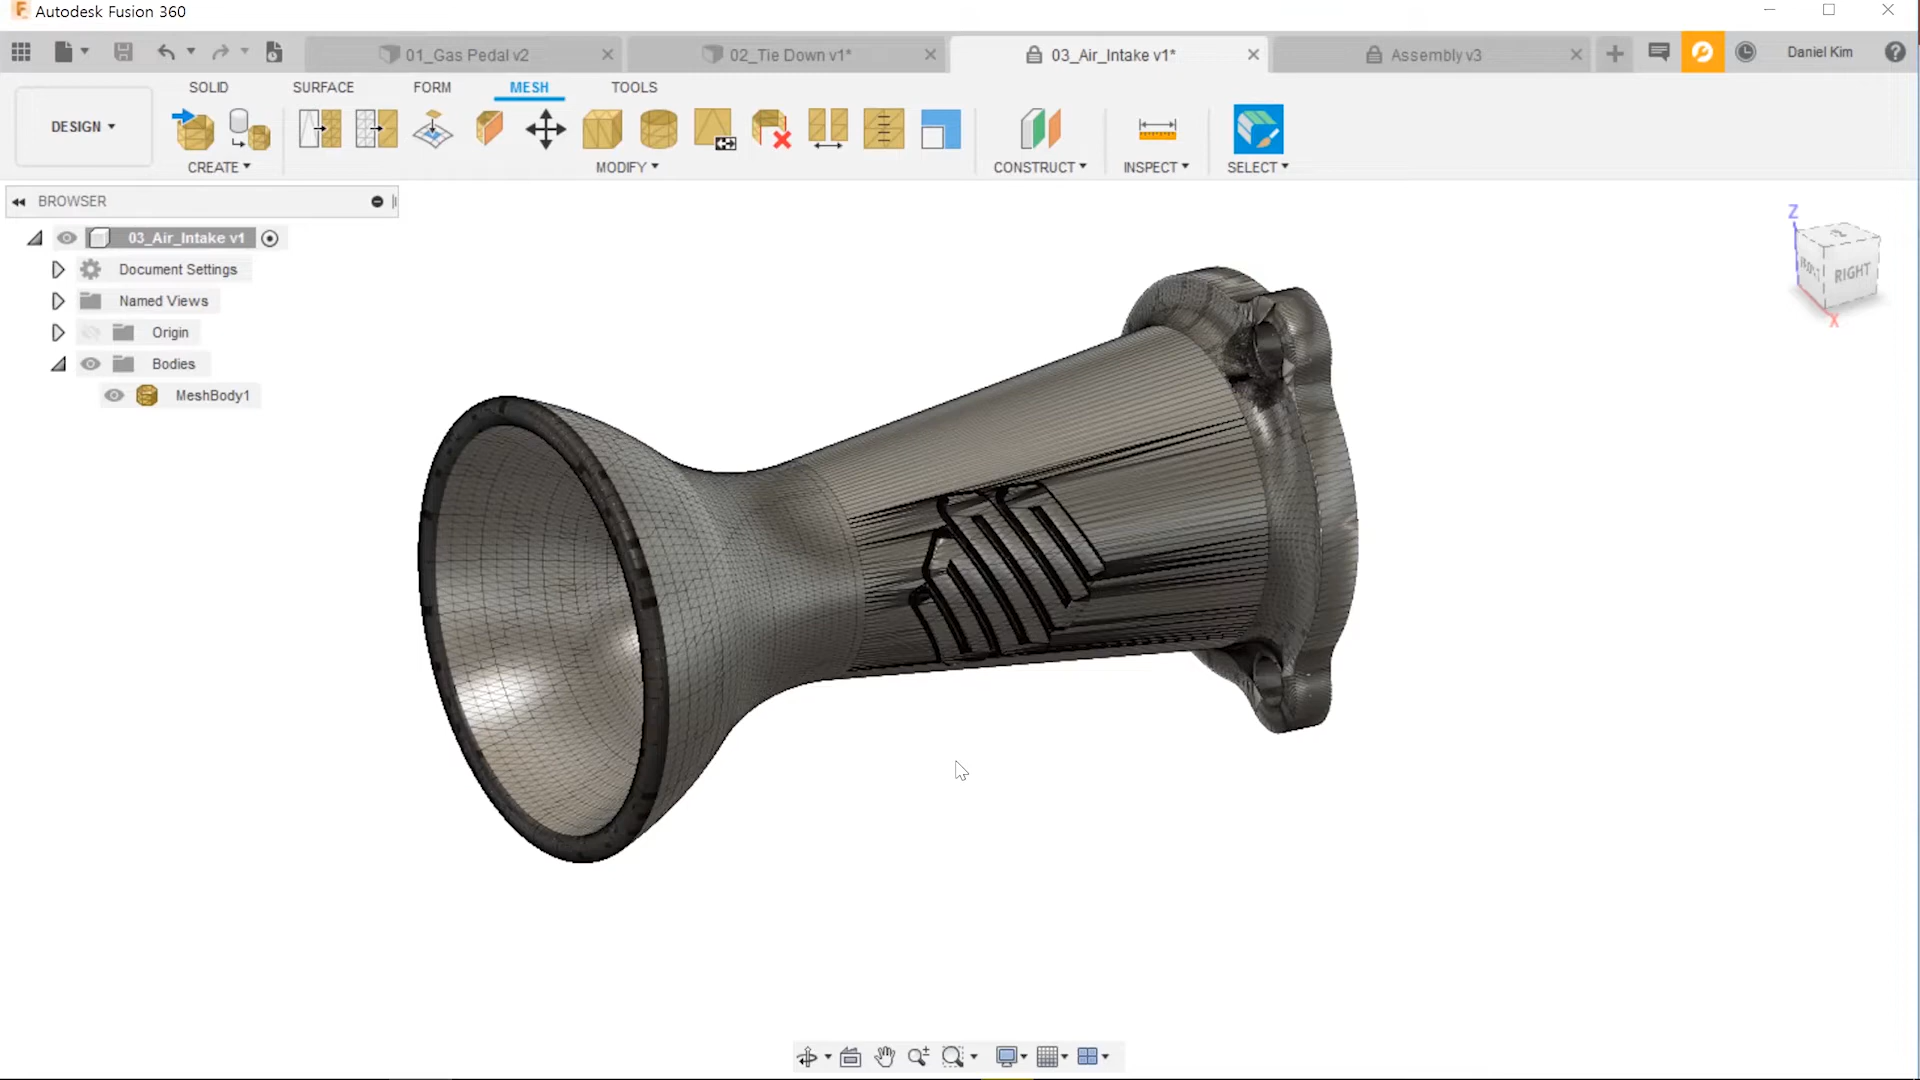 Autodesk Fusion 360
01_Gas Pedal v2
02_Tie Down v1*
03_Air_Intake v1*
Assembly v3
Daniel Kim
SOLID
SURFACE
FORM
MESH
TOOLS
DESIGN
CREATE
MODIFY
CONSTRUCT
INSPECT
SELECT
BROWSER
03_Air_Intake v1
Document Settings
Named Views
Origin
Bodies
MeshBody1
Z
RIGHT
X